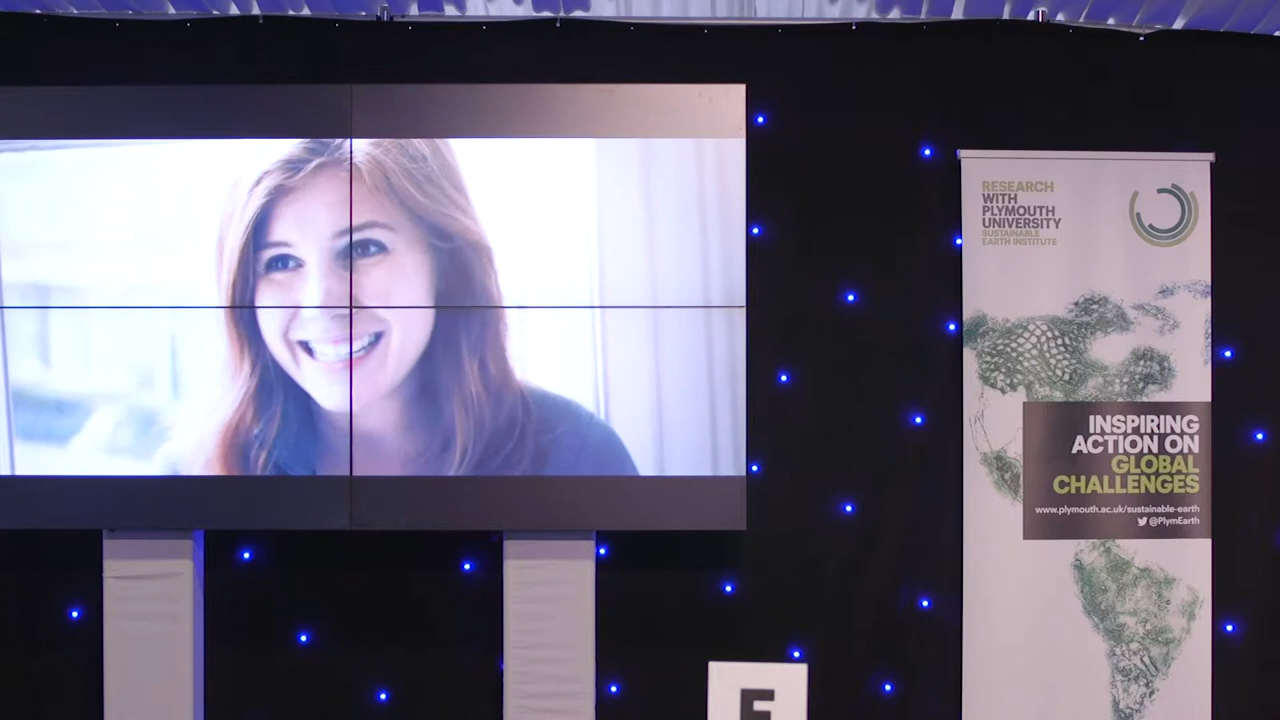 RESEARCH
WITH
PLYMOUTH
UNIVERSITY
SUSTAINABLE
EARTH INSTITUTE
INSPIRING
ACTION ON
GLOBAL
CHALLENGES
www.plymouth.ac.uk/sustainable-earth
@PlymEarth